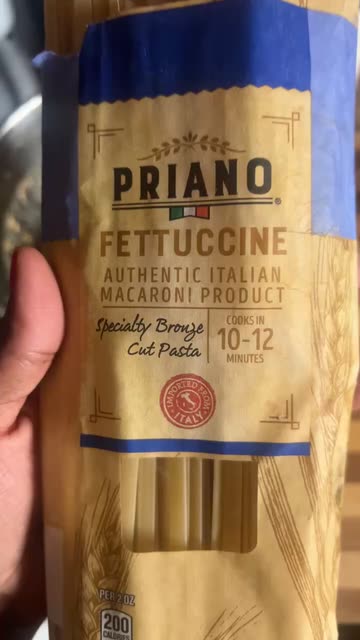 PRIANO®
FETTUCCINE
AUTHENTIC ITALIAN
MACARONI PRODUCT
Specialty Bronze
Cut Pasta
COOKS IN
10-12
MINUTES
IMPORTED FROM
ITALY
PER 2 OZ
200
CALORIES